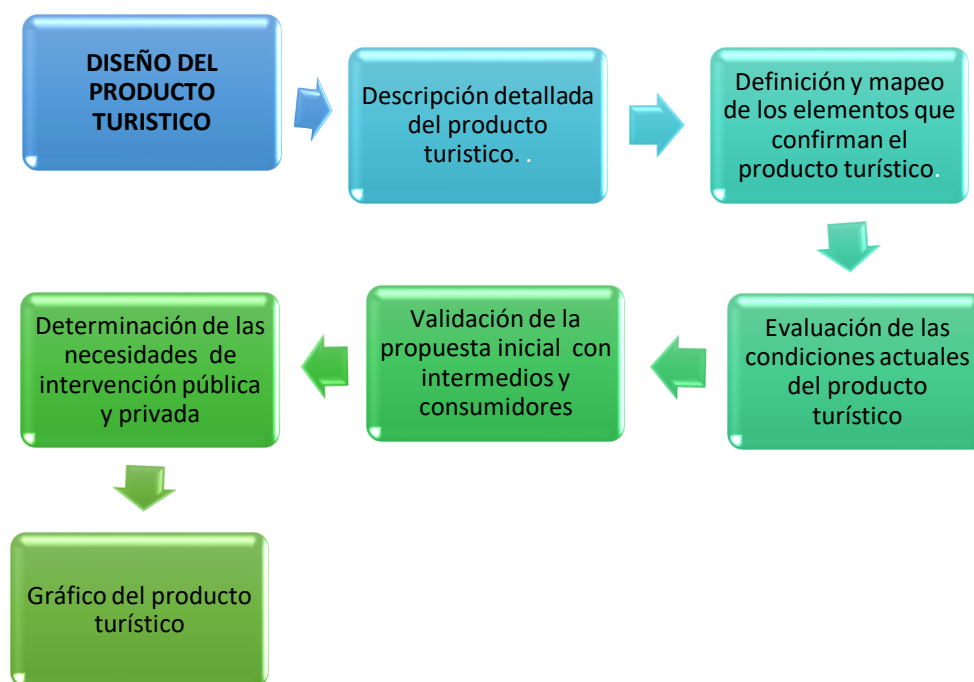 DISEÑO DEL
PRODUCTO
TURISTICO
Descripción detallada
del producto
turistico. .
Definición y mapeo
de los elementos que
confirman el
producto turístico.
Evaluación de las
condiciones actuales
del producto
turístico
Validación de la
propuesta inicial con
intermedios y
consumidores
Determinación de las
necesidades de
intervención pública
y privada
Gráfico del producto
turístico